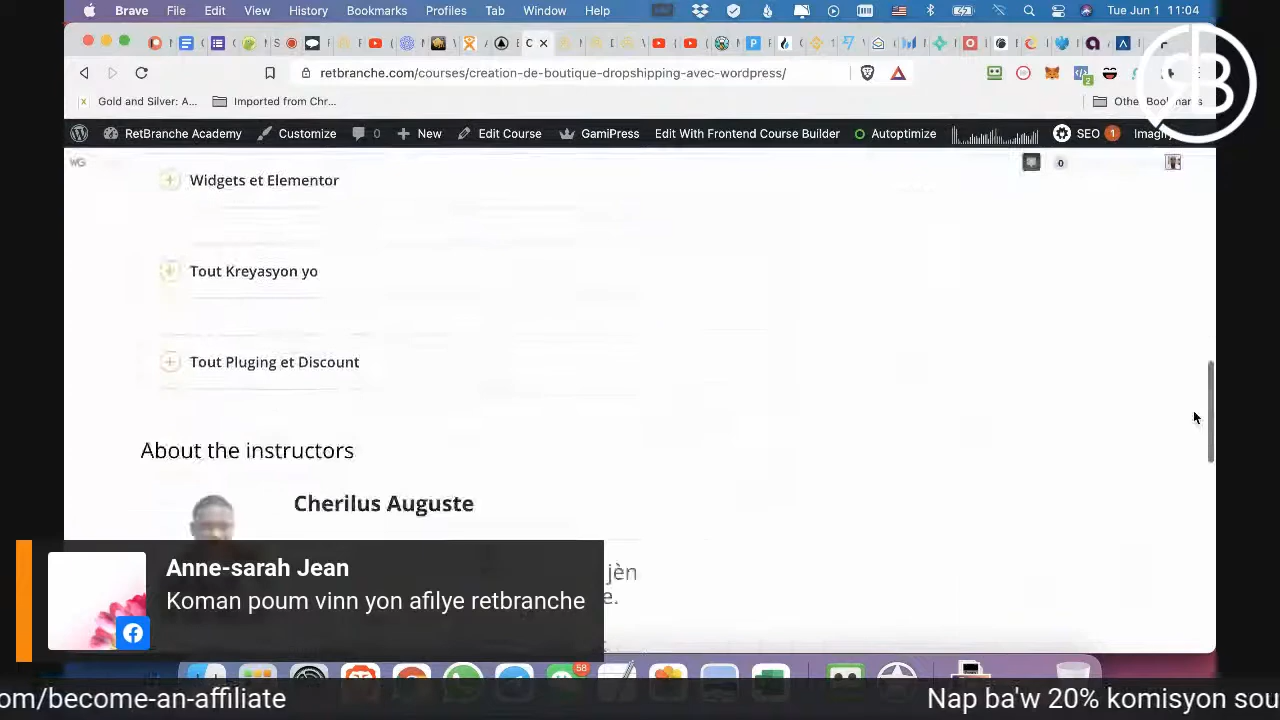 Brave File Edit View History Bookmarks Profiles Tab Window Help
Tue Jun 1 11:04
retbranche.com/courses/creation-de-boutique-dropshipping-avec-wordpress/
Gold and Silver: A... Imported from Chr...
RetBranche Academy Customize 0 New Edit Course GamiPress Edit With Frontend Course Builder Autoptimize SEO 1
0
Widgets et Elementor
Tout Kreyasyon yo
Tout Pluging et Discount
About the instructors
Cherilus Auguste
jèn
e.
Anne-sarah Jean
Koman poum vinn yon afilye retbranche
58
om/become-an-affiliate
Nap ba'w 20% komisyon sou